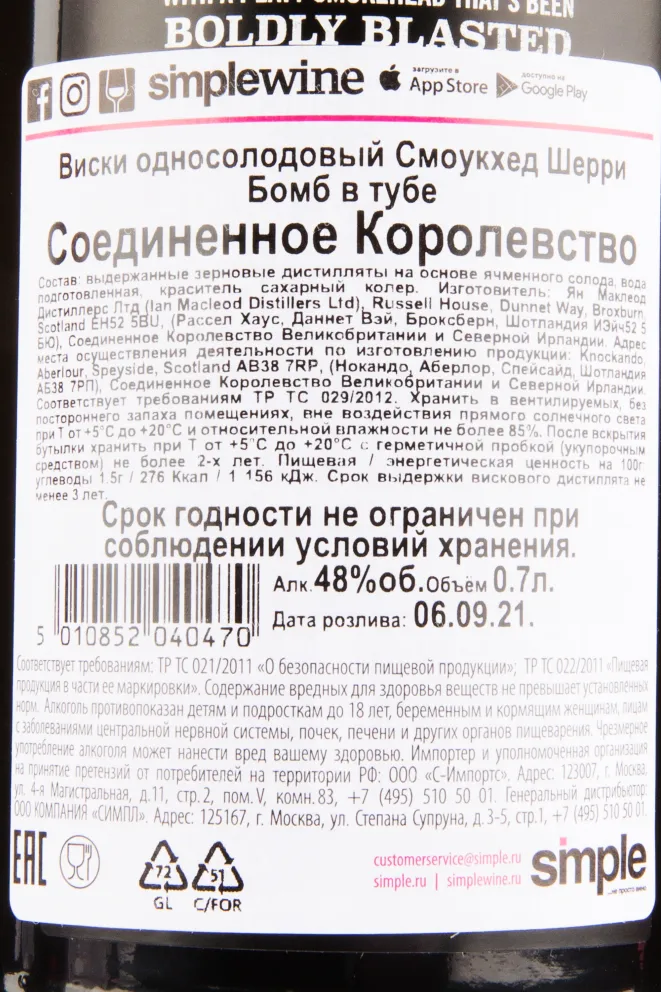 WITH A HEAVY SMOKEHEAD THAT'S BEEN
BOLDLY BLASTED
simplewine загрузите в App Store доступно на Google Play
Виски односолодовый Смоукхед Шерри
Бомб в тубе
Соединенное Королевство
Состав: выдержанные зерновые дистилляты на основе ячменного солода, вода
подготовленная, краситель сахарный колер. Изготовитель: Ян Маклеод
Дистиллерс Лтд (Ian Macleod Distillers Ltd), Russell House, Dunnet Way, Broxburn,
Scotland EH52 5BU, (Рассел Хаус, Даннет Вэй, Броксберн, Шотландия ИЭйч52 5
БЮ), Соединенное Королевство Великобритании и Северной Ирландии. Адрес
места осуществления деятельности по изготовлению продукции: Knockando,
Aberlour, Speyside, Scotland AB38 7RP, (Нокандо, Аберлор, Спейсайд, Шотландия
АБ38 7РП), Соединенное Королевство Великобритании и Северной Ирландии.
Соответствует требованиям ТР ТС 029/2012. Хранить в вентилируемых, без
постороннего запаха помещениях, вне воздействия прямого солнечного света
при Т от +5°С до +20°С и относительной влажности не более 85%. После вскрытия
бутылки хранить при Т от +5°С до +20°С с герметичной пробкой (укупорочным
средством) не более 2-х лет. Пищевая / энергетическая ценность на 100г
углеводы 1.5г / 276 Ккал / 1 156 кДж. Срок выдержки вискового дистиллята не
менее 3 лет.
Срок годности не ограничен при
соблюдении условий хранения.
Алк.48%об.Объём 0.7л.
Дата розлива: 06.09.21.
5 010852 040470
Соответствует требованиям: ТР ТС 021/2011 «О безопасности пищевой продукции»; ТР ТС 022/2011 «Пищевая
продукция в части ее маркировки». Содержание вредных для здоровья веществ не превышает установленных
норм. Алкоголь противопоказан детям и подросткам до 18 лет, беременным и кормящим женщинам, лицам
с заболеваниями центральной нервной системы, почек, печени и других органов пищеварения. Чрезмерное
употребление алкоголя может нанести вред вашему здоровью. Импортер и уполномоченная организация
на принятие претензий от потребителей на территории РФ: ООО «С-Импортс». Адрес: 123007, г. Москва,
ул. 4-я Магистральная, д.11, стр.2, пом.V, комн.83, +7 (495) 510 50 01. Генеральный дистрибьютор:
ООО КОМПАНИЯ «СИМПЛ». Адрес: 125167, г. Москва, ул. Степана Супруна, д.3-5, стр.1, +7 (495) 510 50 01.
EAC
72 GL
51 C/FOR
customerservice@simple.ru
simple.ru | simplewine.ru
simple
...не просто вино